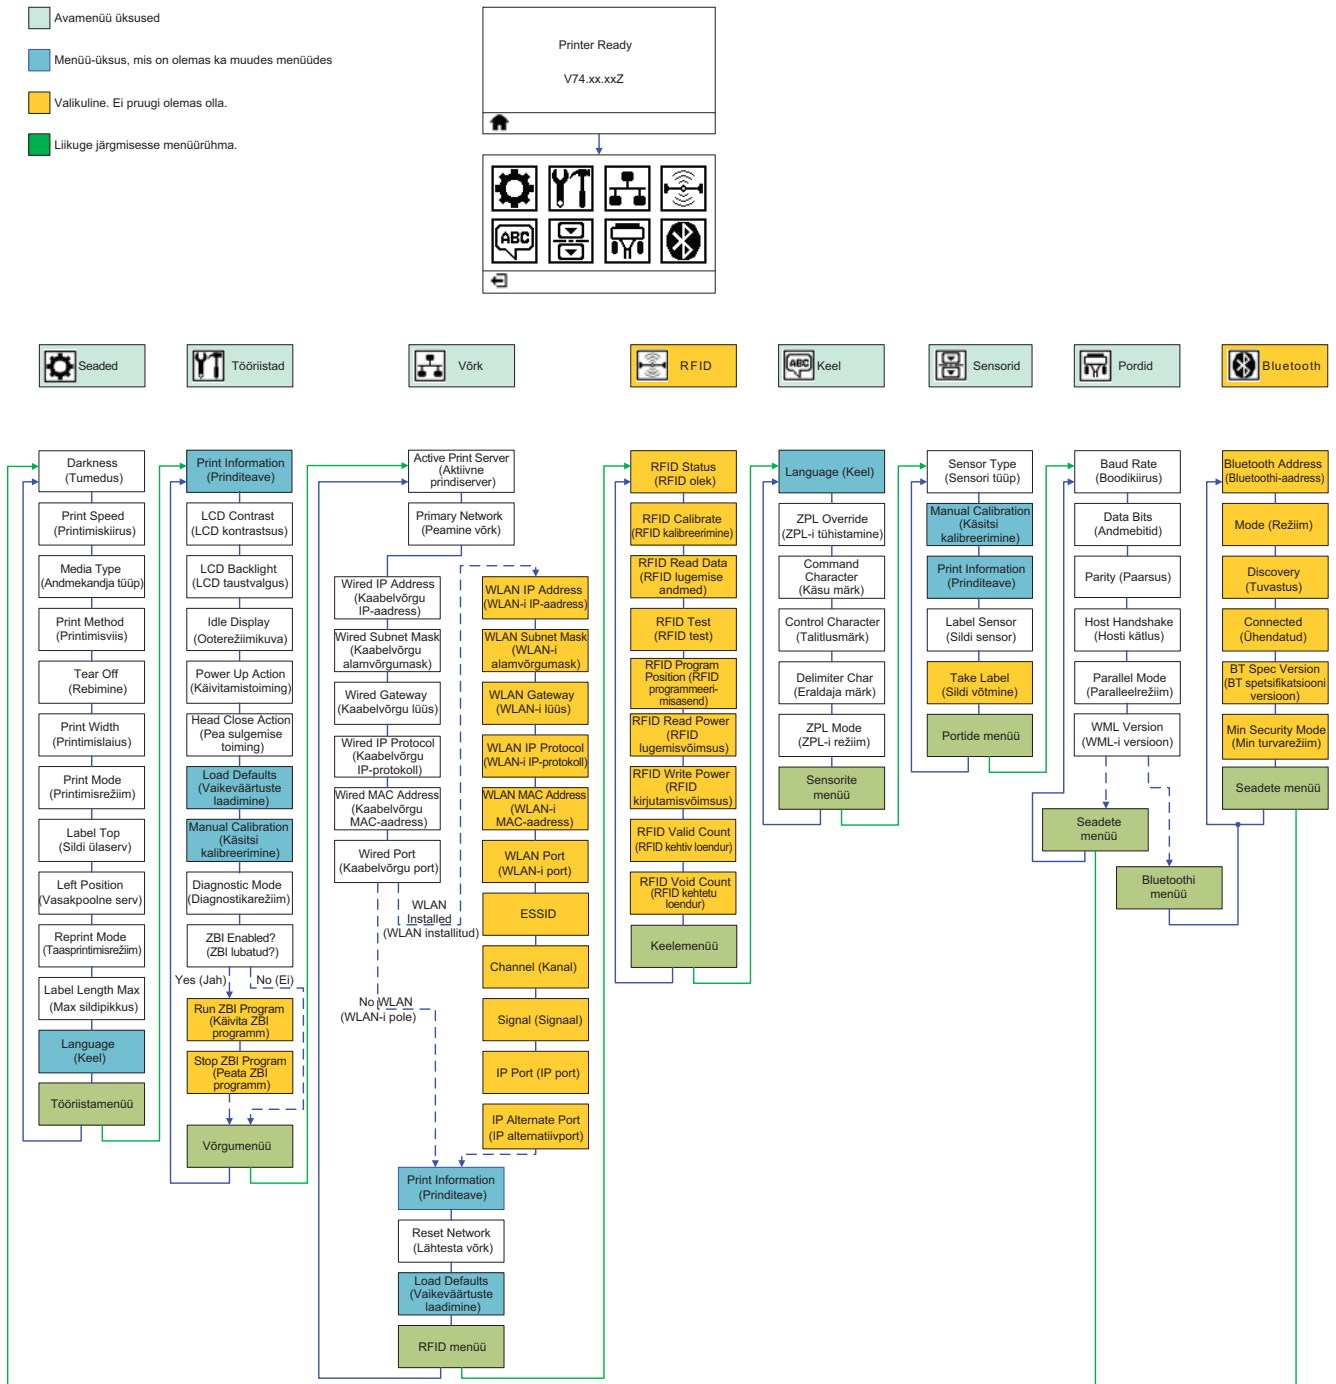 Avamenüü üksused
Menüü-üksus, mis on olemas ka muudes menüüdes
Valikuline. Ei pruugi olemas olla.
Liikuge järgmisesse menüürühma.
Printer Ready
V74.xx.xxZ
ABC
Seaded
Tööriistad
Võrk
RFID
ABC
Keel
Sensorid
Pordid
Bluetooth
Darkness
(Tumedus)
Print Speed
(Printimiskiirus)
Media Type
(Andmekandja tüüp)
Print Method
(Printimisviis)
Tear Off
(Rebimine)
Print Width
(Printimislaius)
Print Mode
(Printimisrežiim)
Label Top
(Sildi ülaserv)
Left Position
(Vasakpoolne serv)
Reprint Mode
(Taasprintimisrežiim)
Label Length Max
(Max sildipikkus)
Language
(Keel)
Tööriistamenüü
Print Information
(Prinditeave)
LCD Contrast
(LCD kontrastsus)
LCD Backlight
(LCD taustvalgus)
Idle Display
(Ooterežiimikuva)
Power Up Action
(Käivitamistoiming)
Head Close Action
(Pea sulgemise
toiming)
Load Defaults
(Vaikeväärtuste
laadimine)
Manual Calibration
(Käsitsi
kalibreerimine)
Diagnostic Mode
(Diagnostikarežiim)
ZBI Enabled?
(ZBI lubatud?)
Yes (Jah)
No (Ei)
Run ZBI Program
(Käivita ZBI
programm)
Stop ZBI Program
(Peata ZBI
programm)
Võrgumenüü
Active Print Server
(Aktiivne
prindiserver)
Primary Network
(Peamine võrk)
Wired IP Address
(Kaabelvõrgu
IP-aadress)
Wired Subnet Mask
(Kaabelvõrgu
alamvõrgumask)
Wired Gateway
(Kaabelvõrgu lüüs)
Wired IP Protocol
(Kaabelvõrgu
IP-protokoll)
Wired MAC Address
(Kaabelvõrgu
MAC-aadress)
Wired Port
(Kaabelvõrgu port)
WLAN
Installed
(WLAN installitud)
No WLAN
(WLAN-i pole)
WLAN IP Address
(WLAN-i IP-aadress)
WLAN Subnet Mask
(WLAN-i
alamvõrgumask)
WLAN Gateway
(WLAN-i lüüs)
WLAN IP Protocol
(WLAN-i IP-protokoll)
WLAN MAC Address
(WLAN-i
MAC-aadress)
WLAN Port
(WLAN-i port)
ESSID
Channel (Kanal)
Signal (Signaal)
IP Port (IP port)
IP Alternate Port
(IP alternatiivport)
Print Information
(Prinditeave)
Reset Network
(Lähtesta võrk)
Load Defaults
(Vaikeväärtuste
laadimine)
RFID menüü
RFID Status
(RFID olek)
RFID Calibrate
(RFID kalibreerimine)
RFID Read Data
(RFID lugemise
andmed)
RFID Test
(RFID test)
RFID Program
Position (RFID
programmeeri-
misasend)
RFID Read Power
(RFID
lugemisvõimsus)
RFID Write Power
(RFID
kirjutamisvõimsus)
RFID Valid Count
(RFID kehtiv loendur)
RFID Void Count
(RFID kehtetu
loendur)
Keelemenüü
Language (Keel)
ZPL Override
(ZPL-i tühistamine)
Command
Character
(Käsu märk)
Control Character
(Talitlusmärk)
Delimiter Char
(Eraldaja märk)
ZPL Mode
(ZPL-i režiim)
Sensorite
menüü
Sensor Type
(Sensori tüüp)
Manual Calibration
(Käsitsi
kalibreerimine)
Print Information
(Prinditeave)
Label Sensor
(Sildi sensor)
Take Label
(Sildi võtmine)
Portide menüü
Baud Rate
(Boodikiirus)
Data Bits
(Andmebitid)
Parity (Paarsus)
Host Handshake
(Hosti kätlus)
Parallel Mode
(Paralleelrežiim)
WML Version
(WML-i versioon)
Seadete
menüü
Bluetoothi
menüü
Bluetooth Address
(Bluetoothi-aadress)
Mode (Režiim)
Discovery
(Tuvastus)
Connected
(Ühendatud)
BT Spec Version
(BT spetsifikatsiooni
versioon)
Min Security Mode
(Min turvarežiim)
Seadete menüü